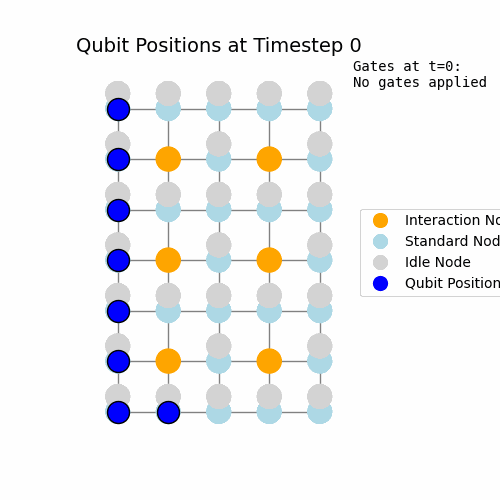 Qubit Positions at Timestep 0
Gates at t=0:
No gates applied
Interaction No
Standard Nod
Idle Node
Qubit Position